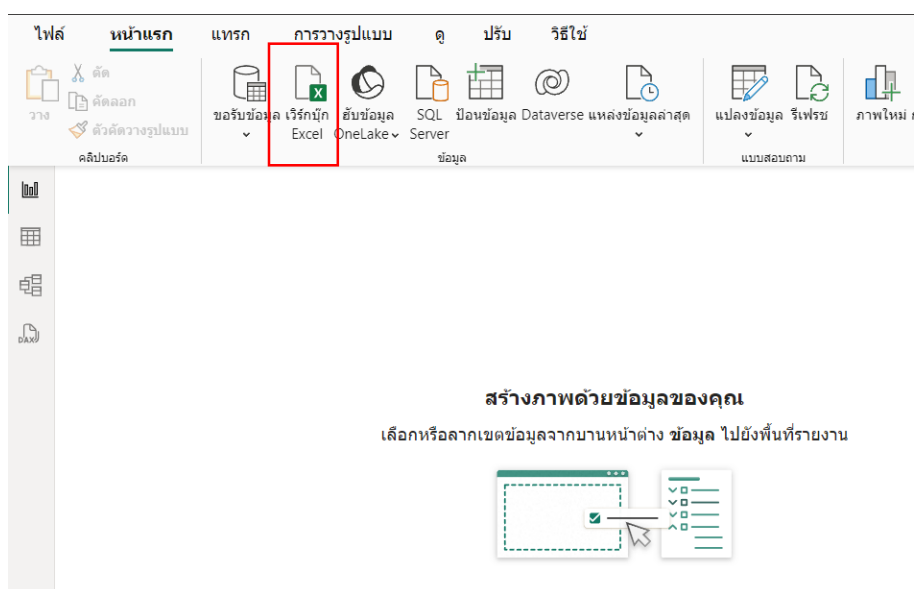 ไฟล์ หน้าแรก แทรก การวางรูปแบบ ดู ปรับ วิธีใช้
วาง
ตัด
คัดลอก
ตัวคัดวางรูปแบบ
คลิปบอร์ด
ขอรับข้อมูล
เวิร์กบุ๊ก
Excel
ฮับข้อมูล
OneLake
SQL
Server
ป้อนข้อมูล
Dataverse
แหล่งข้อมูลล่าสุด
ข้อมูล
แปลงข้อมูล
รีเฟรช
แบบสอบถาม
ภาพใหม่
DAX
สร้างภาพด้วยข้อมูลของคุณ
เลือกหรือลากเขตข้อมูลจากบานหน้าต่าง ข้อมูล ไปยังพื้นที่รายงาน